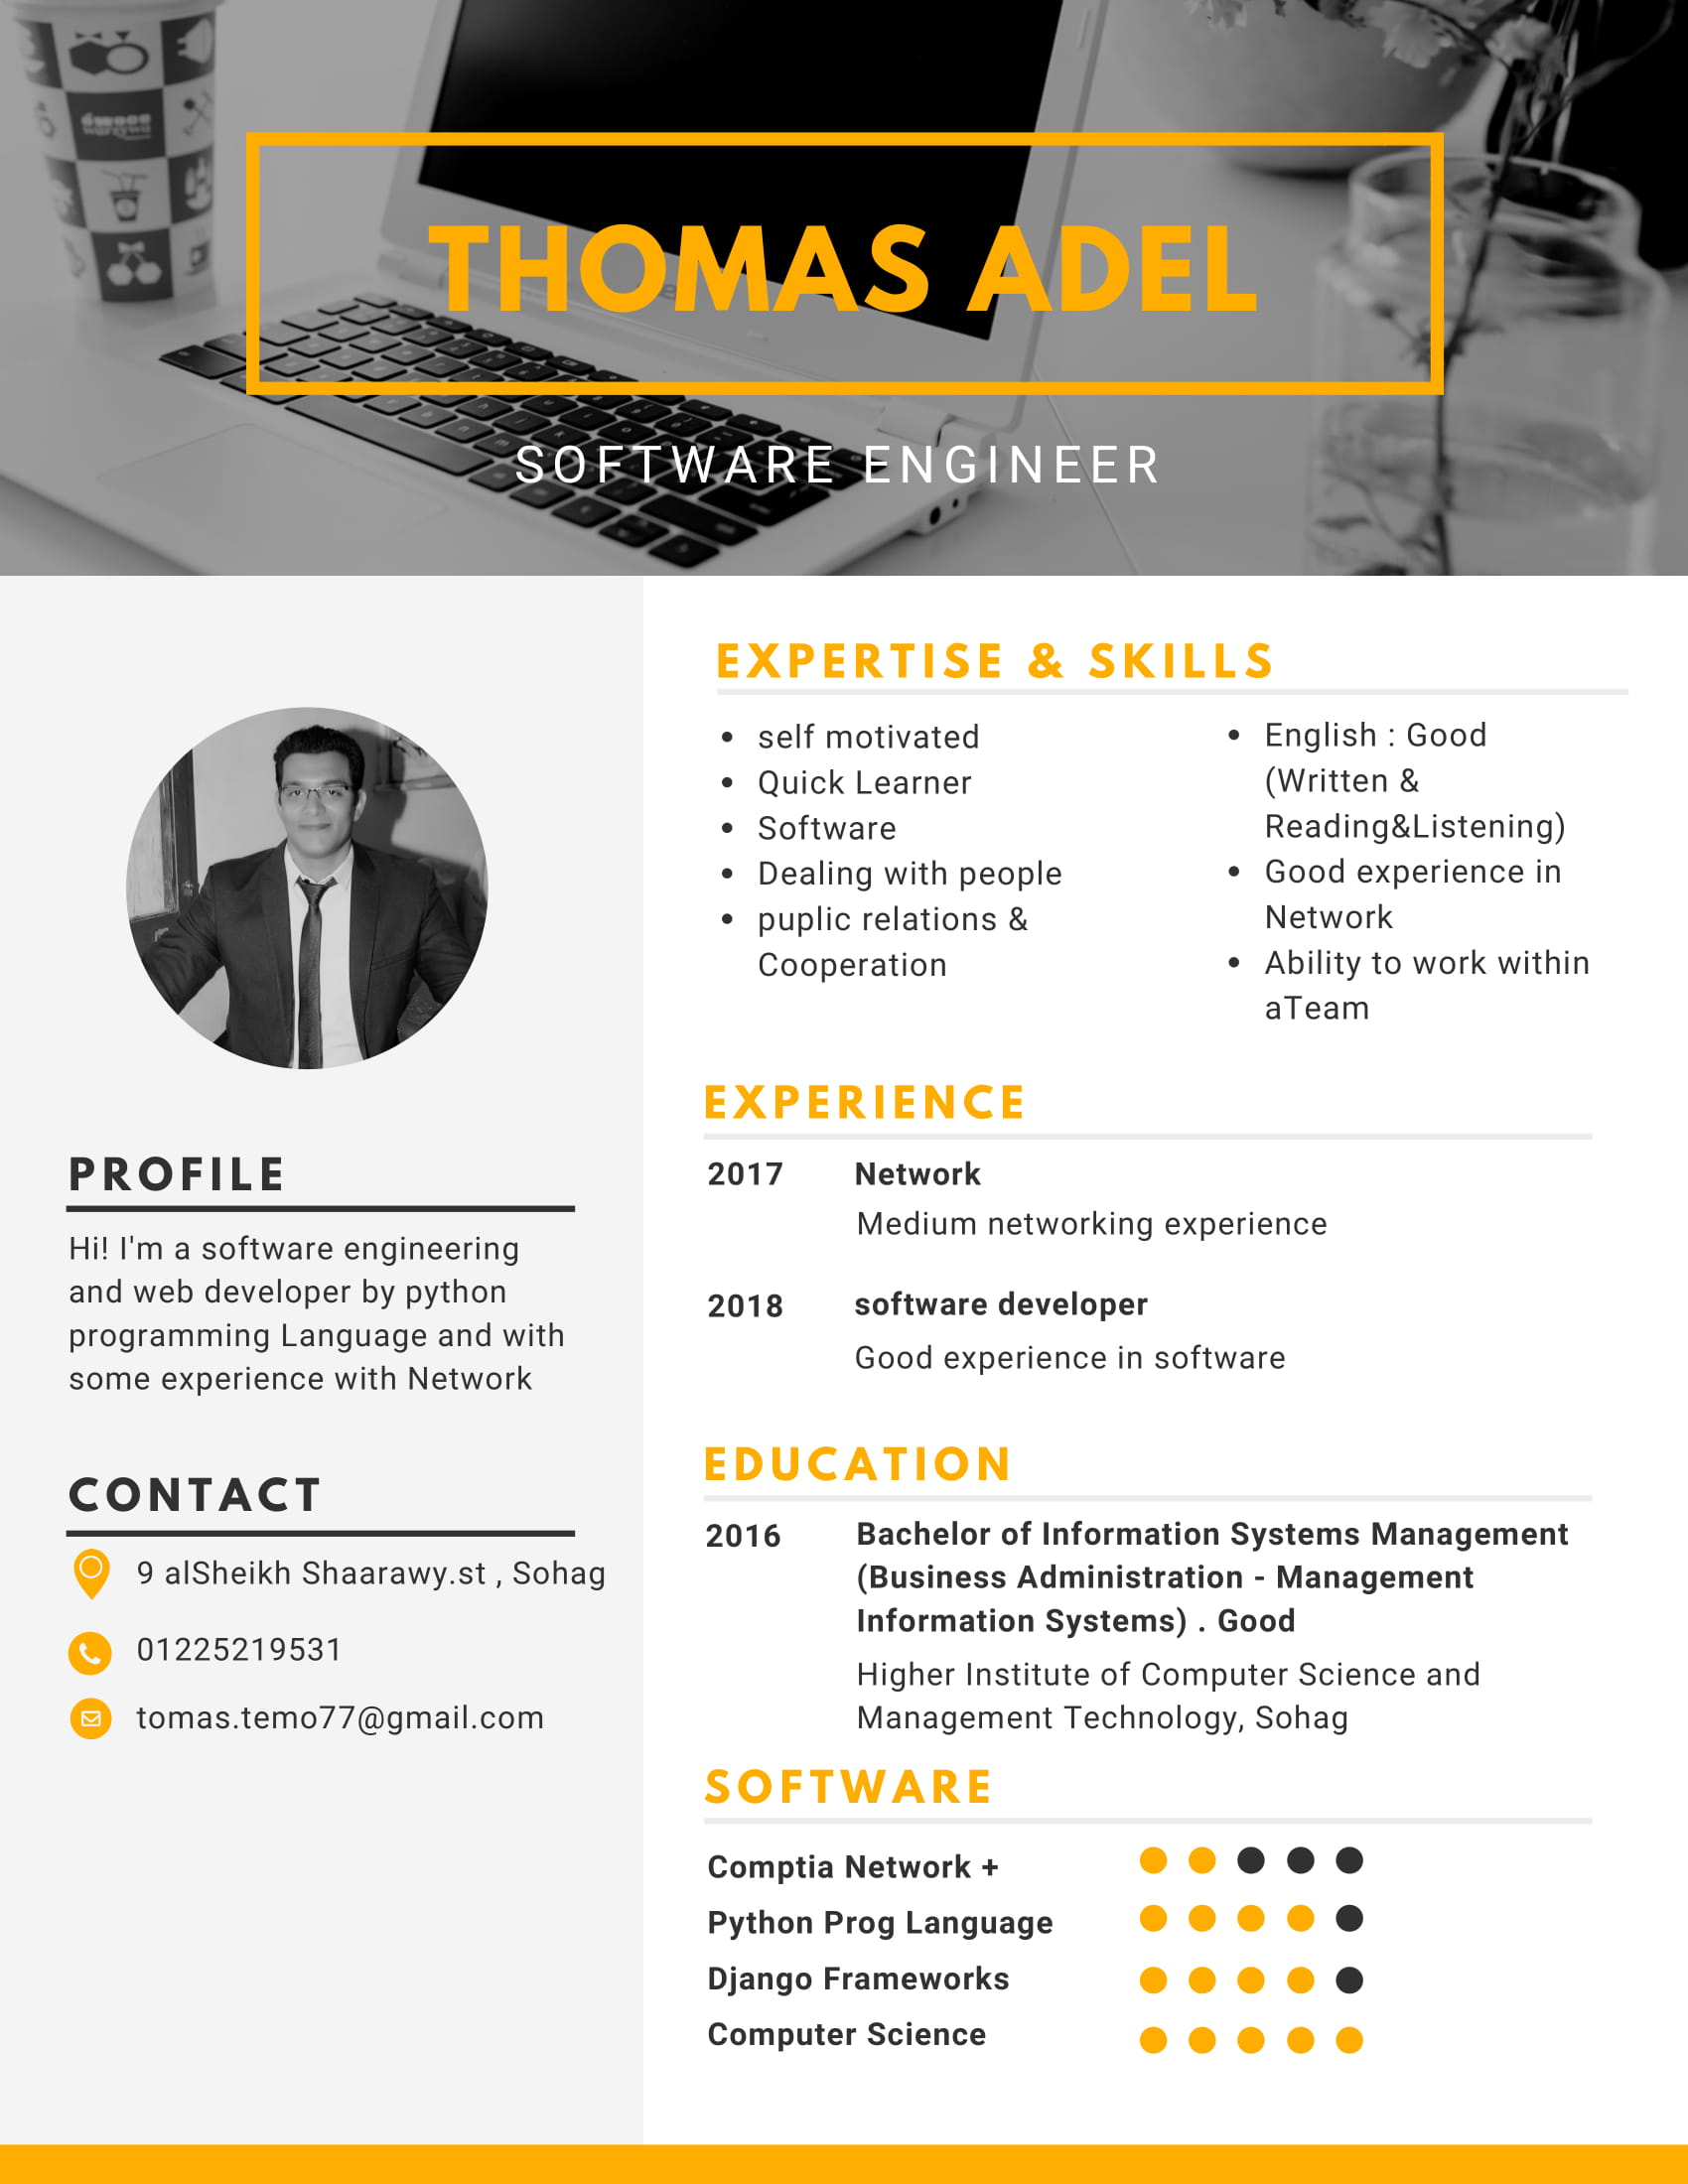 THOMAS ADEL
SOFTWARE ENGINEER
PROFILE
Hi! I'm a software engineering
and web developer by python
programming Language and with
some experience with Network
CONTACT
9 alSheikh Shaarawy.st , Sohag
01225219531
tomas.temo77@gmail.com
EXPERTISE & SKILLS
self motivated
Quick Learner
Software
Dealing with people
puplic relations &
Cooperation
English : Good
(Written &
Reading&Listening)
Good experience in
Network
Ability to work within
aTeam
EXPERIENCE
2017 Network
Medium networking experience
2018 software developer
Good experience in software
EDUCATION
2016 Bachelor of Information Systems Management
(Business Administration - Management
Information Systems) . Good
Higher Institute of Computer Science and
Management Technology, Sohag
SOFTWARE
Comptia Network +
Python Prog Language
Django Frameworks
Computer Science